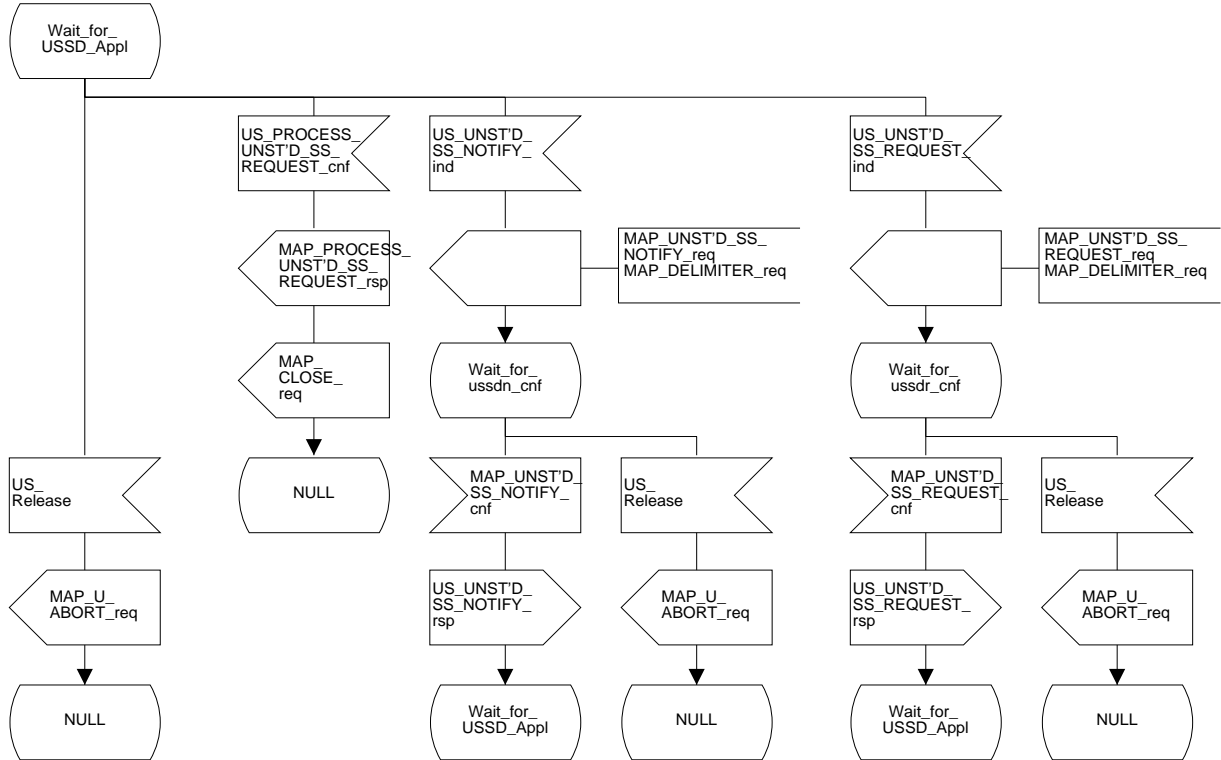 Wait_for_
USSD_Appl
US_PROCESS_
UNST'D_SS_
REQUEST_cnf
US_UNST'D_
SS_NOTIFY_
ind
US_UNST'D_
SS_REQUEST_
ind
MAP_PROCESS_
UNST'D_SS_
REQUEST_rsp
MAP_UNST'D_SS_
NOTIFY_req
MAP_DELIMITER_req
MAP_UNST'D_SS_
REQUEST_req
MAP_DELIMITER_req
MAP_
CLOSE_
req
Wait_for_
ussdn_cnf
Wait_for_
ussdr_cnf
US_
Release
NULL
MAP_UNST'D_
SS_NOTIFY_
cnf
US_
Release
MAP_UNST'D_
SS_REQUEST_
cnf
US_
Release
MAP_U_
ABORT_req
US_UNST'D_
SS_NOTIFY_
rsp
MAP_U_
ABORT_req
US_UNST'D_
SS_REQUEST_
rsp
MAP_U_
ABORT_req
NULL
Wait_for_
USSD_Appl
NULL
Wait_for_
USSD_Appl
NULL